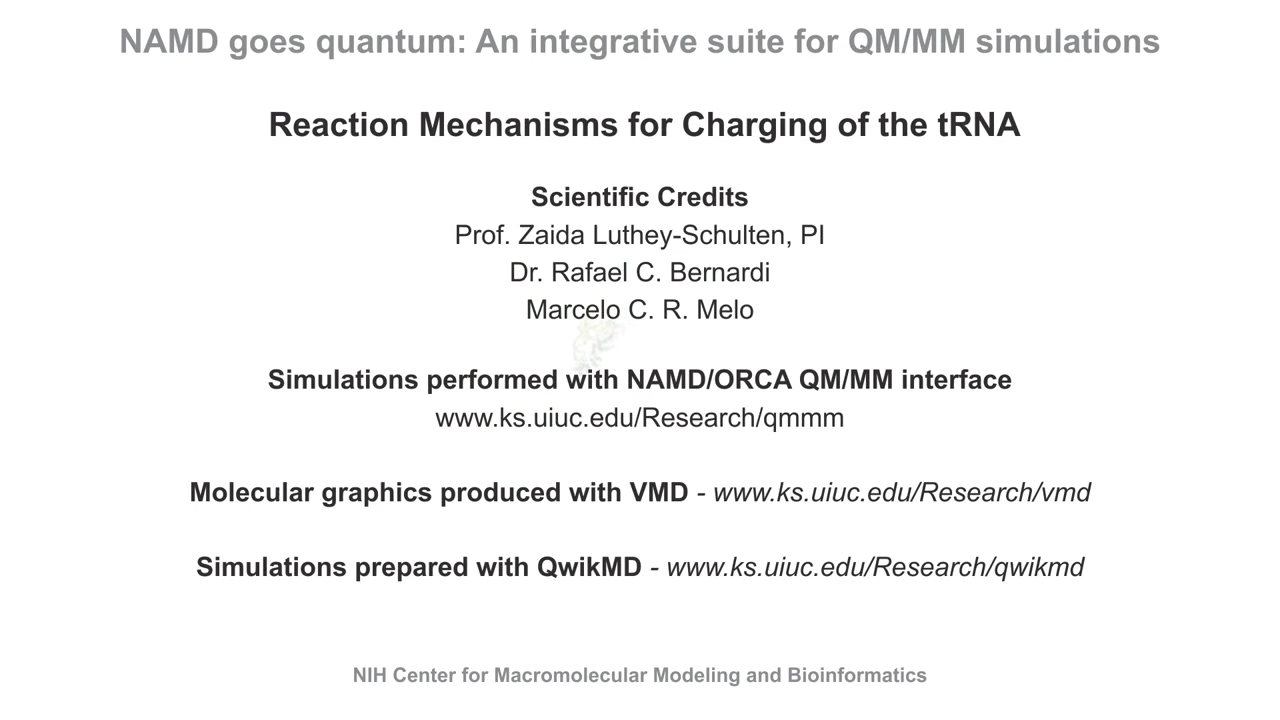 NAMD goes quantum: An integrative suite for QM/MM simulations
Reaction Mechanisms for Charging of the tRNA
Scientific Credits
Prof. Zaida Luthey-Schulten, PI
Dr. Rafael C. Bernardi
Marcelo C. R. Melo
Simulations performed with NAMD/ORCA QM/MM interface
www.ks.uiuc.edu/Research/qmmm
Molecular graphics produced with VMD - www.ks.uiuc.edu/Research/vmd
Simulations prepared with QwikMD - www.ks.uiuc.edu/Research/qwikmd
NIH Center for Macromolecular Modeling and Bioinformatics